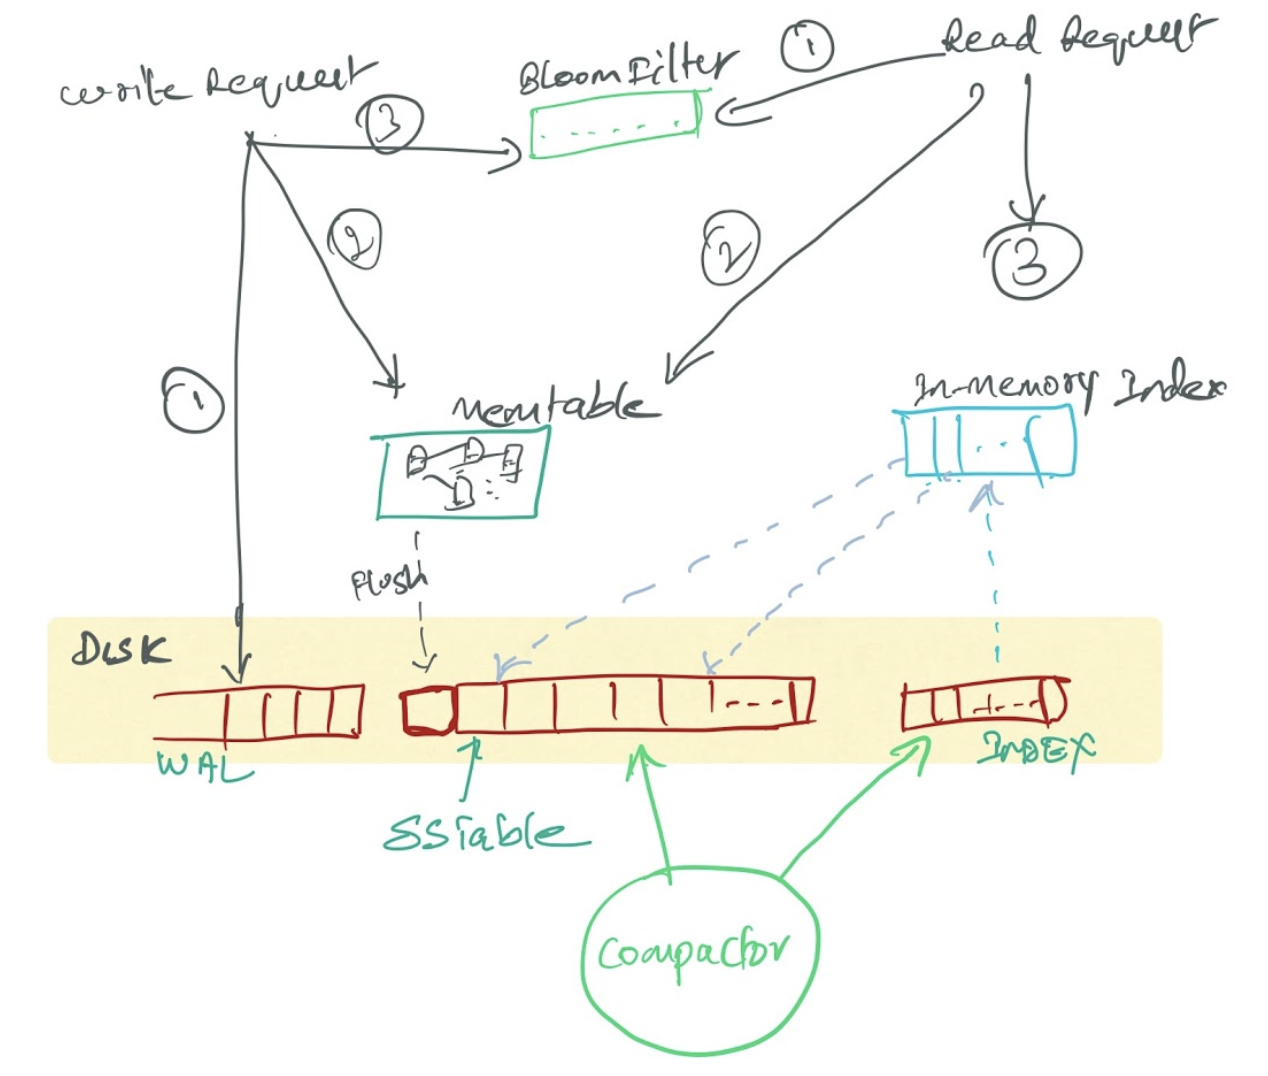 Read Request
1
Bloom Filter
Write Request
3
2
2
3
1
Memtable
In-Memory Index
Flush
Disk
WAL
INDEX
SSTable
Compactor